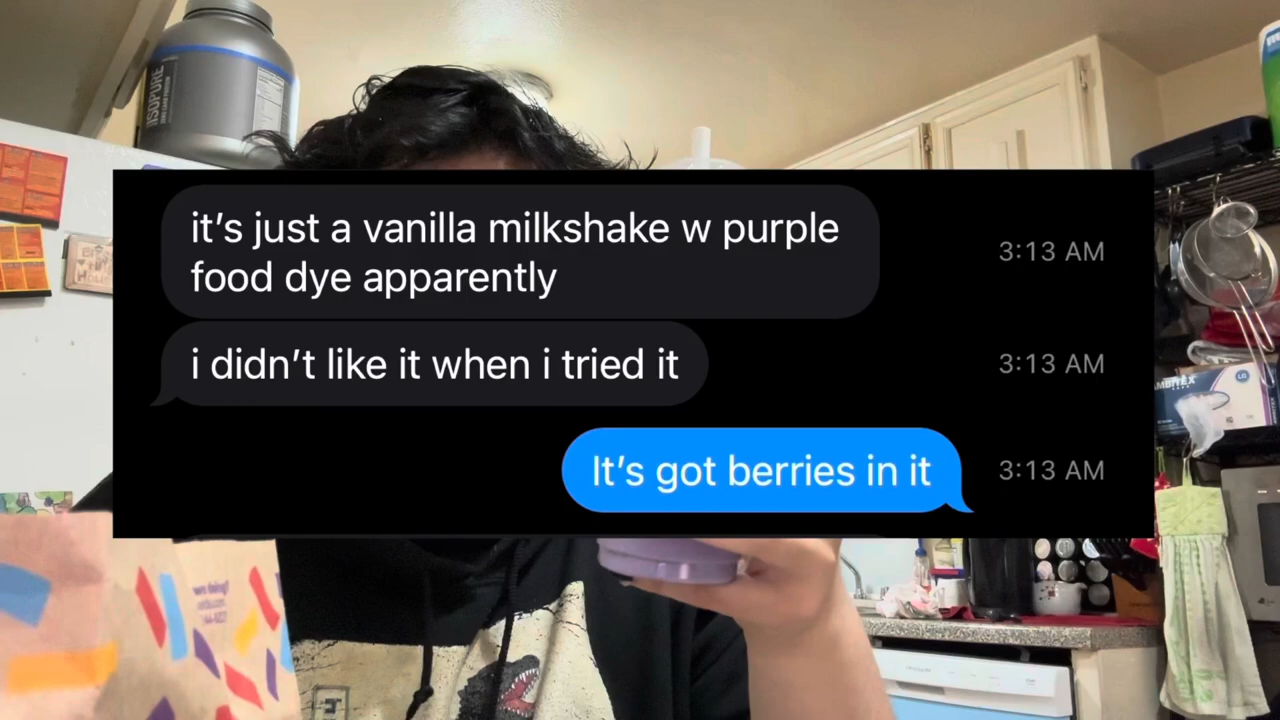 ISOPURE
it's just a vanilla milkshake w purple
food dye apparently
3:13 AM
i didn't like it when i tried it
3:13 AM
It's got berries in it
3:13 AM